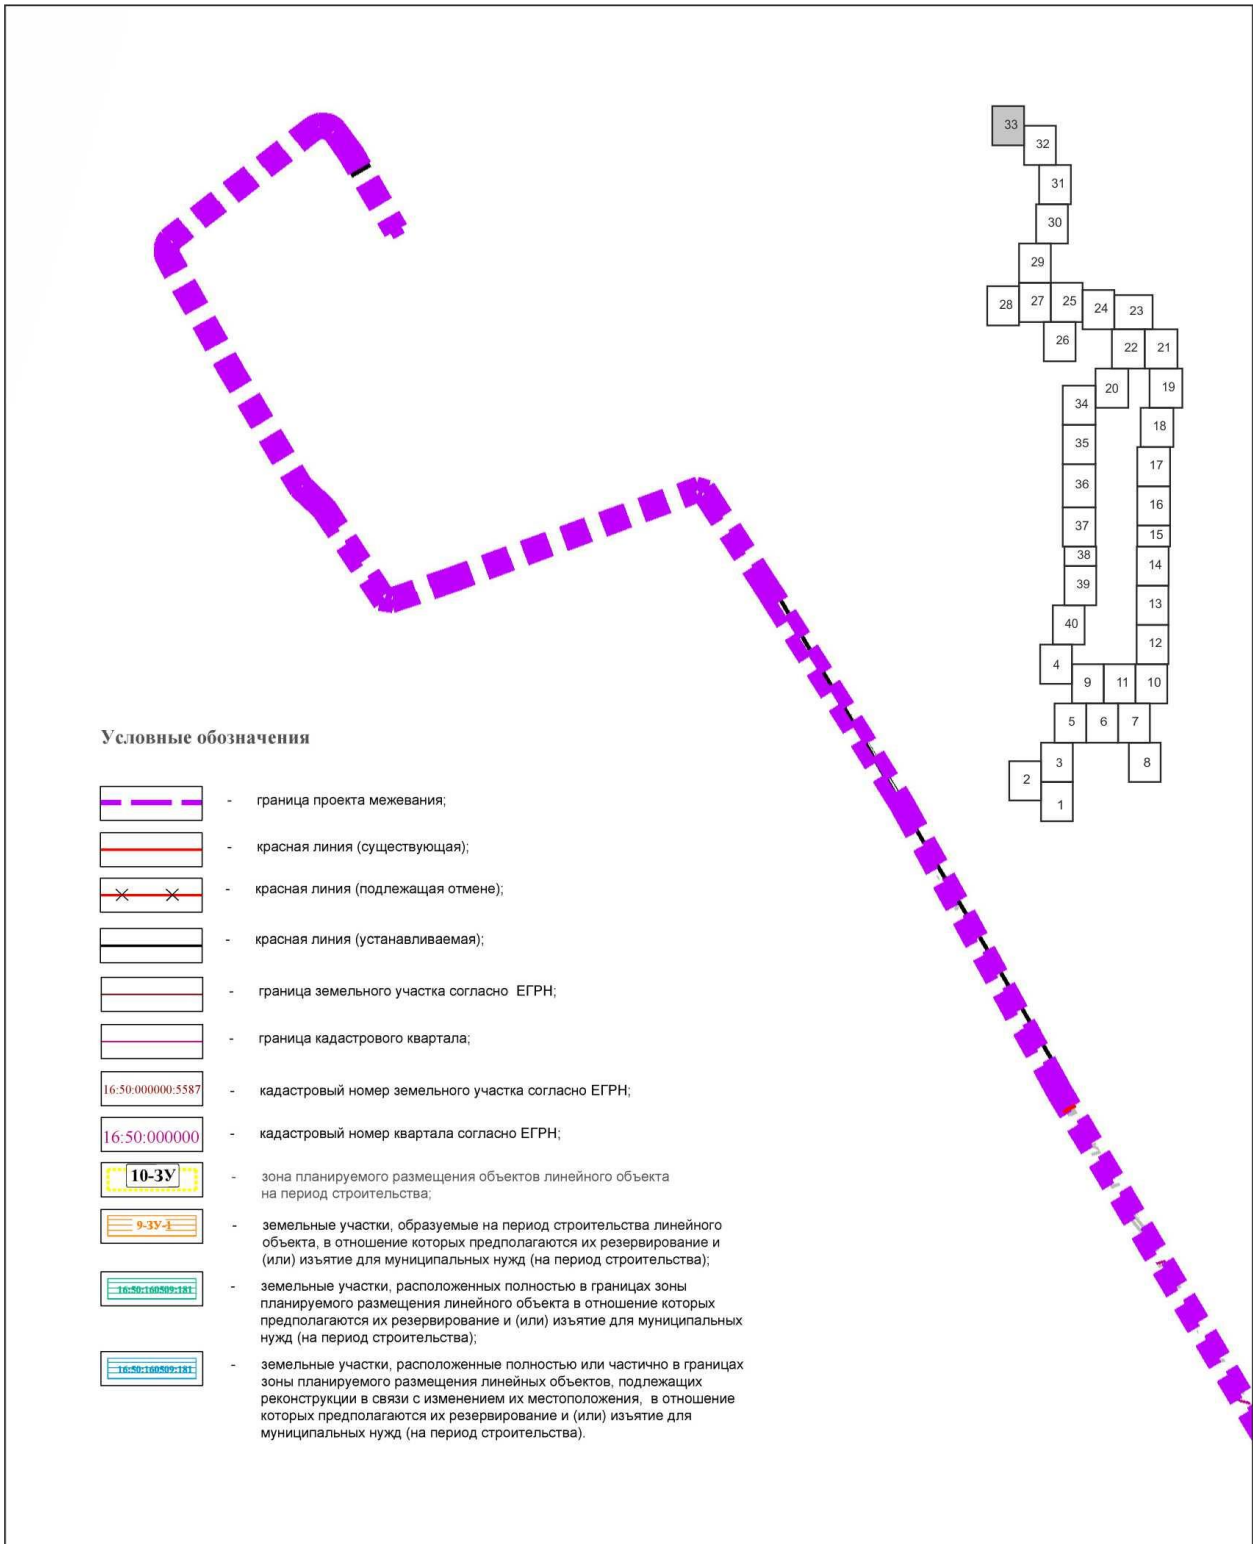 33
32
31
30
29
28
27
25
24
23
26
22
21
20
19
34
18
35
17
36
16
37
15
38
14
39
13
40
12
4
9
11
10
5
6
7
3
8
2
1
Условные обозначения
- граница проекта межевания;
- красная линия (существующая);
- красная линия (подлежащая отмене);
- красная линия (устанавливаемая);
- граница земельного участка согласно ЕГРН;
- граница кадастрового квартала;
16:50:000000:5587 - кадастровый номер земельного участка согласно ЕГРН;
16:50:000000 - кадастровый номер квартала согласно ЕГРН;
10-ЗУ - зона планируемого размещения объектов линейного объекта
на период строительства;
9-ЗУ-1 - земельные участки, образуемые на период строительства линейного
объекта, в отношение которых предполагаются их резервирование и
(или) изъятие для муниципальных нужд (на период строительства);
16:50:160509:181 - земельные участки, расположенных полностью в границах зоны
планируемого размещения линейного объекта в отношение которых
предполагаются их резервирование и (или) изъятие для муниципальных
нужд (на период строительства);
16:50:160509:181 - земельные участки, расположенные полностью или частично в границах
зоны планируемого размещения линейных объектов, подлежащих
реконструкции в связи с изменением их местоположения, в отношение
которых предполагаются их резервирование и (или) изъятие для
муниципальных нужд (на период строительства).